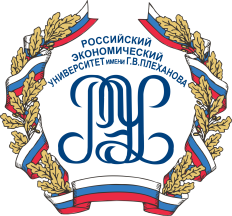 РОССИЙСКИЙ
ЭКОНОМИЧЕСКИЙ
УНИВЕРСИТЕТ ИМЕНИ Г.В.ПЛЕХАНОВА